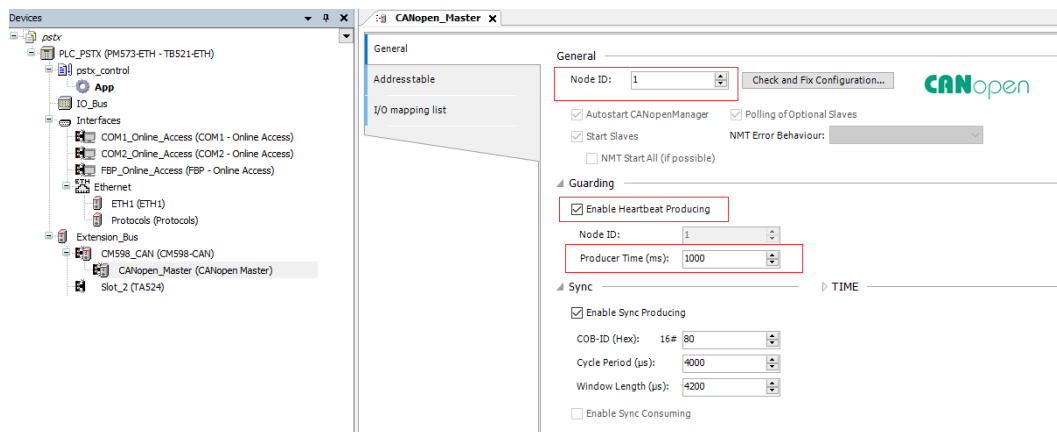 Devices
pstx
PLC_PSTX (PM573-ETH - TB521-ETH)
pstx_control
App
IO_Bus
Interfaces
COM1_Online_Access (COM1 - Online Access)
COM2_Online_Access (COM2 - Online Access)
FBP_Online_Access (FBP - Online Access)
Ethernet
ETH1 (ETH1)
Protocols (Protocols)
Extension_Bus
CM598_CAN (CM598-CAN)
CANopen_Master (CANopen Master)
Slot_2 (TA524)
CANopen_Master
General
Addresstable
I/O mapping list
General
Node ID: 1 Check and Fix Configuration... CANopen
Autostart CANopenManager Polling of Optional Slaves
Start Slaves NMT Error Behaviour:
NMT Start All (if possible)
Guarding
Enable Heartbeat Producing
Node ID: 1
Producer Time (ms): 1000
Sync TIME
Enable Sync Producing
COB-ID (Hex): 16# 80
Cycle Period (µs): 4000
Window Length (µs): 4200
Enable Sync Consuming